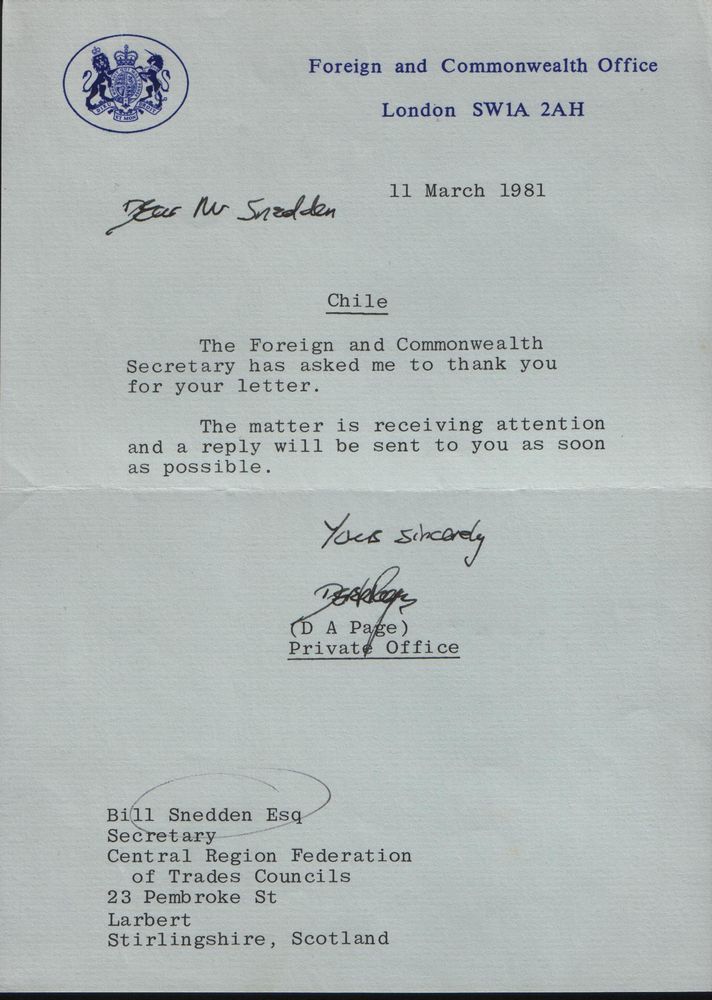 Foreign and Commonwealth Office
London SW1A 2AH
11 March 1981
Dear Mr Snedden
Chile
The Foreign and Commonwealth
Secretary has asked me to thank you
for your letter.
The matter is receiving attention
and a reply will be sent to you as soon
as possible.
Yours sincerely
(D A Page)
Private Office
Bill Snedden Esq
Secretary
Central Region Federation
of Trades Councils
23 Pembroke St
Larbert
Stirlingshire, Scotland